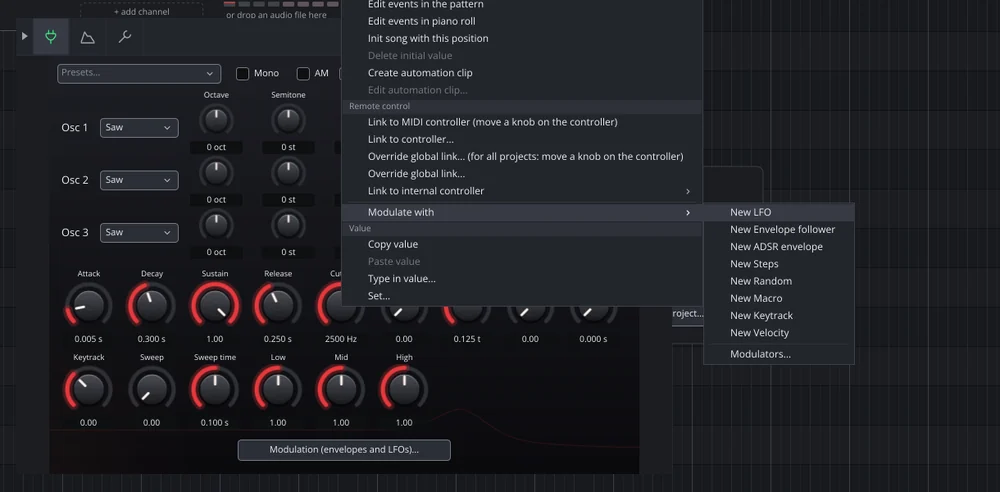 + add channel
or drop an audio file here
Presets...
Mono
AM
Octave
Semitone
Osc 1
Saw
0 oct
0 st
Osc 2
Saw
0 oct
0 st
Osc 3
Saw
0 oct
0 st
Attack
Decay
Sustain
Release
0.005 s
0.300 s
1.00
0.250 s
2500 Hz
0.00
0.125 t
0.00
0.000 s
Keytrack
Sweep
Sweep time
Low
Mid
High
0.00
0.00
0.100 s
1.00
1.00
1.00
Modulation (envelopes and LFOs)...
Edit events in the pattern
Edit events in piano roll
Init song with this position
Delete initial value
Create automation clip
Edit automation clip...
Remote control
Link to MIDI controller (move a knob on the controller)
Link to controller...
Override global link... (for all projects: move a knob on the controller)
Override global link...
Link to internal controller
Modulate with
Value
Copy value
Paste value
Type in value...
Set...
New LFO
New Envelope follower
New ADSR envelope
New Steps
New Random
New Macro
New Keytrack
New Velocity
Modulators...